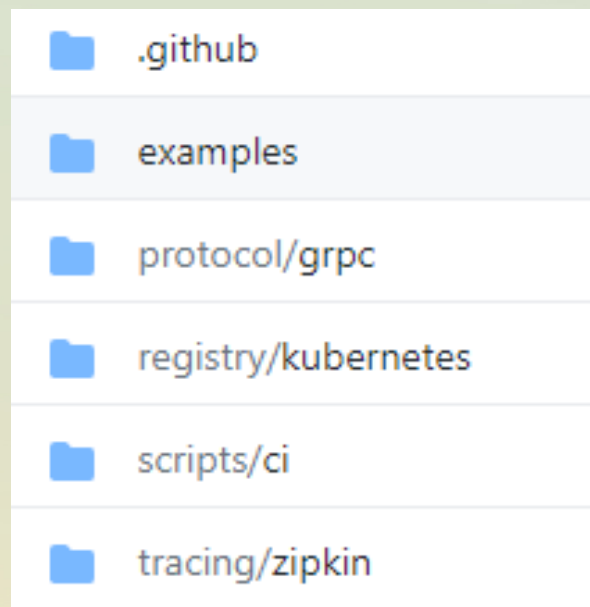 .github
examples
protocol/grpc
registry/kubernetes
scripts/ci
tracing/zipkin